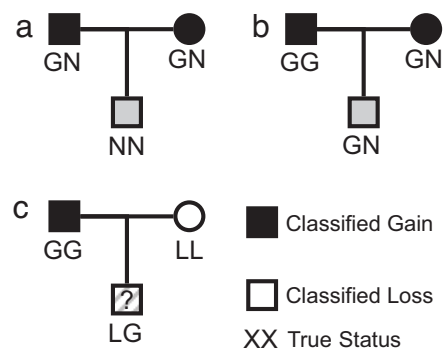 a
GN
GN
NN
b
GG
GN
GN
c
GG
LL
?
LG
Classified Gain
Classified Loss
XX True Status